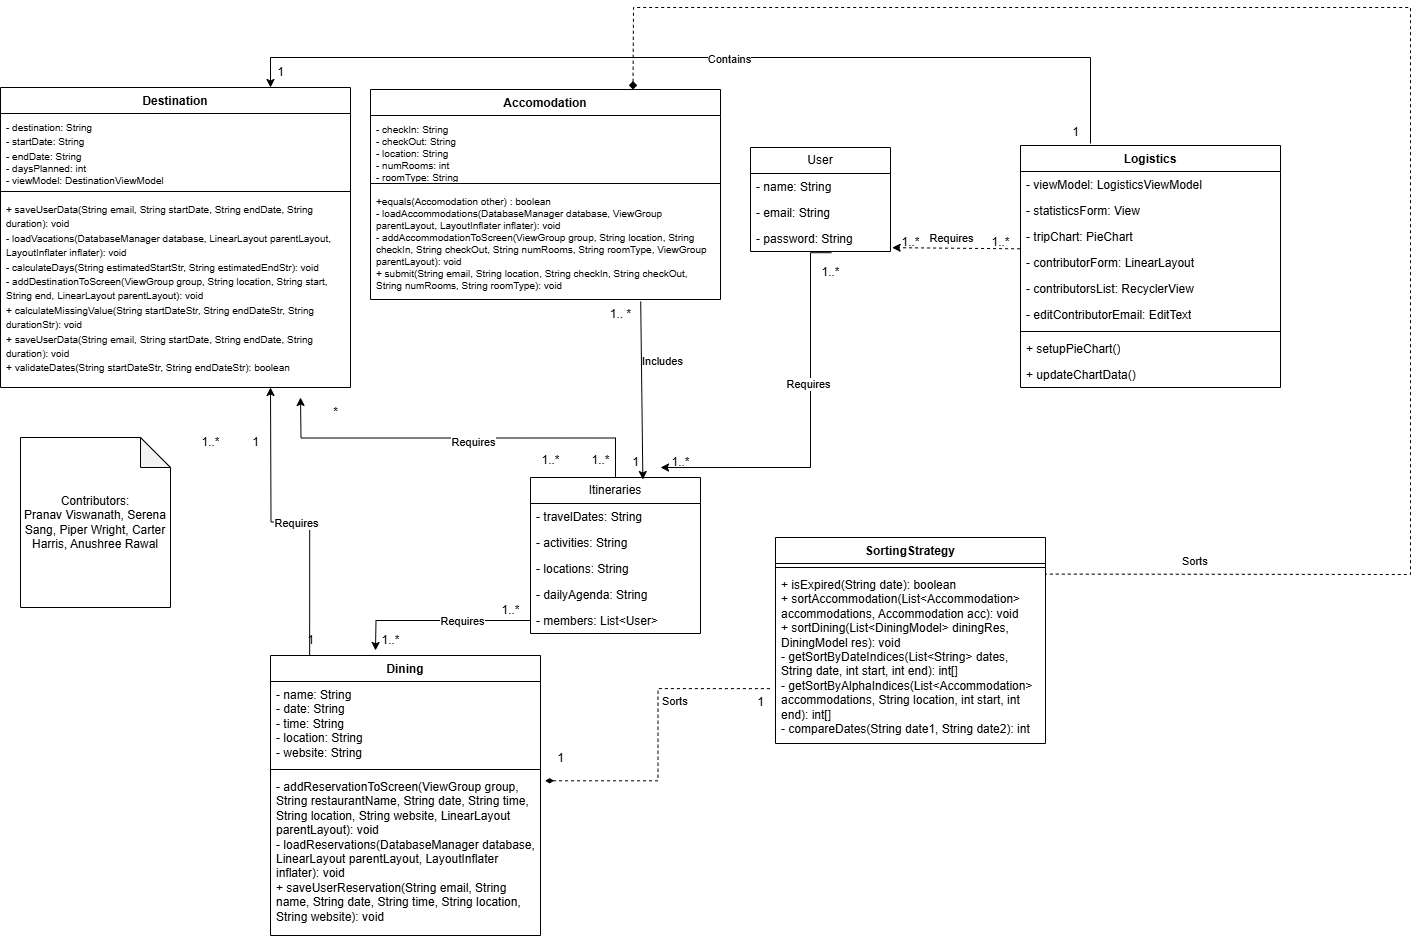 Contains
1
1
Destination
- destination: String
- startDate: String
- endDate: String
- daysPlanned: int
- viewModel: DestinationViewModel
+ saveUserData(String email, String startDate, String endDate, String
duration): void
- loadVacations(DatabaseManager database, LinearLayout parentLayout,
LayoutInflater inflater): void
- calculateDays(String estimatedStartStr, String estimatedEndStr): void
- addDestinationToScreen(ViewGroup group, String location, String start,
String end, LinearLayout parentLayout): void
+ calculateMissingValue(String startDateStr, String endDateStr, String
durationStr): void
+ saveUserData(String email, String startDate, String endDate, String
duration): void
+ validateDates(String startDateStr, String endDateStr): boolean
Accomodation
- checkIn: String
- checkOut: String
- location: String
- numRooms: int
- roomType: String
+equals(Accomodation other) : boolean
- loadAccommodations(DatabaseManager database, ViewGroup
parentLayout, LayoutInflater inflater): void
- addAccommodationToScreen(ViewGroup group, String location, String
checkIn, String checkOut, String numRooms, String roomType, ViewGroup
parentLayout): void
+ submit(String email, String location, String checkIn, String checkOut,
String numRooms, String roomType): void
User
- name: String
- email: String
- password: String
1..*
Requires
1..*
1..*
Logistics
- viewModel: LogisticsViewModel
- statisticsForm: View
- tripChart: PieChart
- contributorForm: LinearLayout
- contributorsList: RecyclerView
- editContributorEmail: EditText
+ setupPieChart()
+ updateChartData()
1.. *
Includes
Requires
*
1..*
1
Requires
1..*
1..*
1
1..*
Contributors:
Pranav Viswanath, Serena
Sang, Piper Wright, Carter
Harris, Anushree Rawal
Requires
1
Itineraries
- travelDates: String
- activities: String
- locations: String
- dailyAgenda: String
- members: List<User>
1..*
Requires
1..*
SortingStrategy
+ isExpired(String date): boolean
+ sortAccommodation(List<Accommodation>
accommodations, Accommodation acc): void
+ sortDining(List<DiningModel> diningRes,
DiningModel res): void
- getSortByDateIndices(List<String> dates,
String date, int start, int end): int[]
- getSortByAlphaIndices(List<Accommodation>
accommodations, String location, int start, int
end): int[]
- compareDates(String date1, String date2): int
Sorts
Sorts
1
1
Dining
- name: String
- date: String
- time: String
- location: String
- website: String
- addReservationToScreen(ViewGroup group,
String restaurantName, String date, String time,
String location, String website, LinearLayout
parentLayout): void
- loadReservations(DatabaseManager database,
LinearLayout parentLayout, LayoutInflater
inflater): void
+ saveUserReservation(String email, String
name, String date, String time, String location,
String website): void